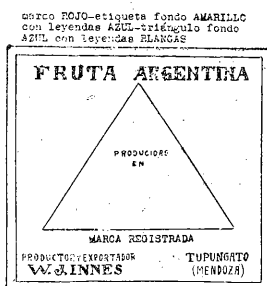 marco ROJO-etiqueta fondo AMARILLO
con leyendas AZUL-triángulo fondo
AZUL con leyendas BLANCAS
FRUTA ARGENTINA
PRODUCIDAS
EN
MARCA REGISTRADA
PRODUCTOR Y EXPORTADOR
W.J. INNES
TUPUNGATO
(MENDOZA)